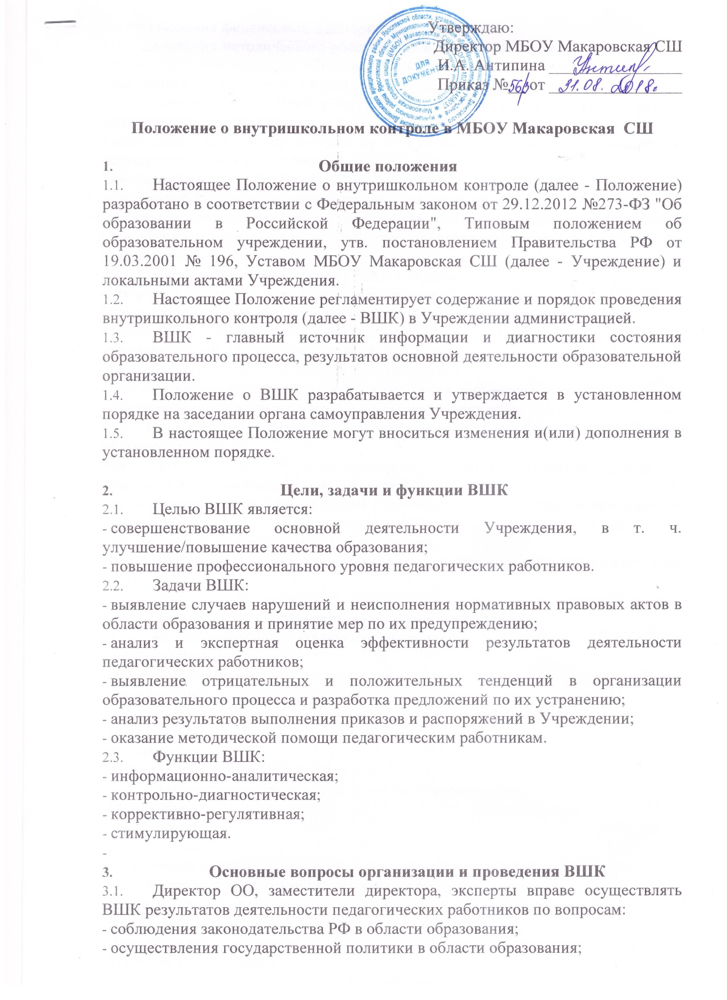 Утверждаю:
Директор МБОУ Макаровская СШ
И.А. Антипина
Приказ № от 31.08. 2018г
ДЛЯ
ДОКУМЕНТОВ
Положение о внутришкольном контроле в МБОУ Макаровская СШ
1. Общие положения
1.1. Настоящее Положение о внутришкольном контроле (далее - Положение)
разработано в соответствии с Федеральным законом от 29.12.2012 №273-ФЗ "Об
образовании в Российской Федерации", Типовым положением об
образовательном учреждении, утв. постановлением Правительства РФ от
19.03.2001 № 196, Уставом МБОУ Макаровская СШ (далее - Учреждение) и
локальными актами Учреждения.
1.2. Настоящее Положение регламентирует содержание и порядок проведения
внутришкольного контроля (далее - ВШК) в Учреждении администрацией.
1.3. ВШК - главный источник информации и диагностики состояния
образовательного процесса, результатов основной деятельности образовательной
организации.
1.4. Положение о ВШК разрабатывается и утверждается в установленном
порядке на заседании органа самоуправления Учреждения.
1.5. В настоящее Положение могут вноситься изменения и(или) дополнения в
установленном порядке.
2. Цели, задачи и функции ВШК
2.1. Целью ВШК является:
- совершенствование основной деятельности Учреждения, в т. ч.
улучшение/повышение качества образования;
- повышение профессионального уровня педагогических работников.
2.2. Задачи ВШК:
- выявление случаев нарушений и неисполнения нормативных правовых актов в
области образования и принятие мер по их предупреждению;
- анализ и экспертная оценка эффективности результатов деятельности
педагогических работников;
- выявление отрицательных и положительных тенденций в организации
образовательного процесса и разработка предложений по их устранению;
- анализ результатов выполнения приказов и распоряжений в Учреждении;
- оказание методической помощи педагогическим работникам.
2.3. Функции ВШК:
- информационно-аналитическая;
- контрольно-диагностическая;
- коррективно-регулятивная;
- стимулирующая.
-
3. Основные вопросы организации и проведения ВШК
3.1. Директор ОО, заместители директора, эксперты вправе осуществлять
ВШК результатов деятельности педагогических работников по вопросам:
- соблюдения законодательства РФ в области образования;
- осуществления государственной политики в области образования;